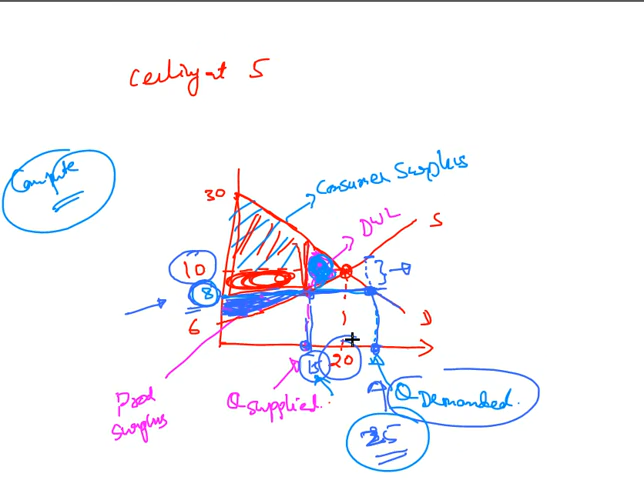 Ceiling at 5
Compute
30
Consumer Surplus
DWL
S
10
8
6
D
15
20
Prod
surplus
Q supplied.
Q Demanded.
25